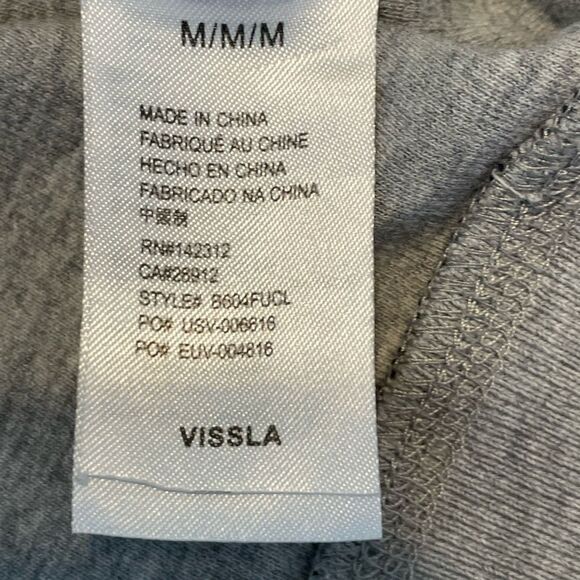 M/M/M
MADE IN CHINA
FABRIQUÉ AU CHINE
HECHO EN CHINA
FABRICADO NA CHINA
中國制
RN#142312
CA#28912
STYLE# B604FUCL
PO# USV-006816
PO# EUV-004816
VISSLA